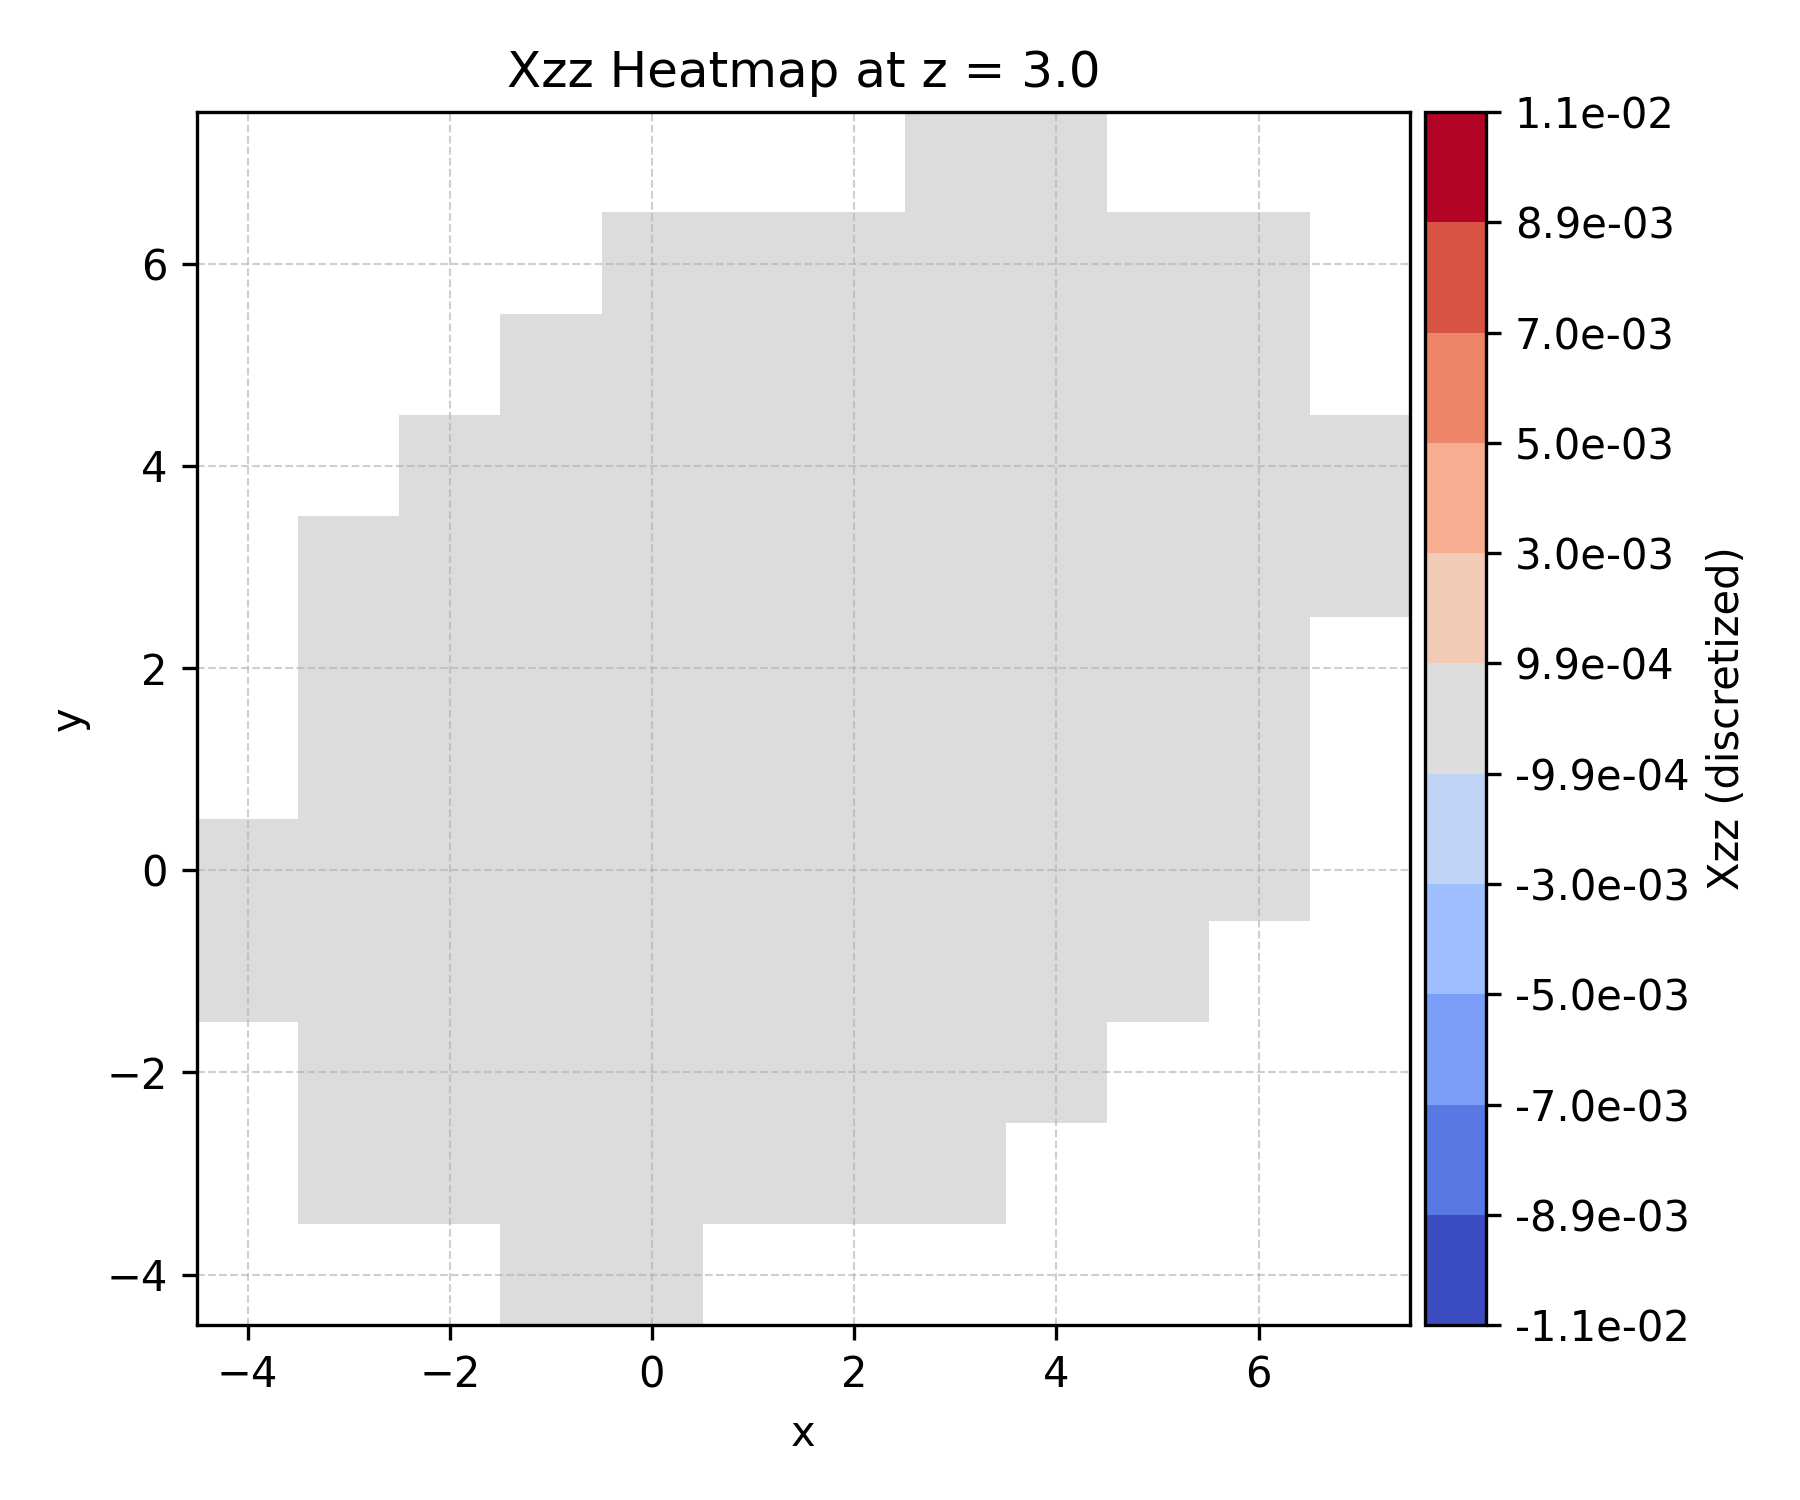 Xzz Heatmap at z = 3.0
6
4
2
0
−2
−4
y
−4
−2
0
2
4
6
x
1.1e-02
8.9e-03
7.0e-03
5.0e-03
3.0e-03
9.9e-04
-9.9e-04
-3.0e-03
-5.0e-03
-7.0e-03
-8.9e-03
-1.1e-02
Xzz (discretized)